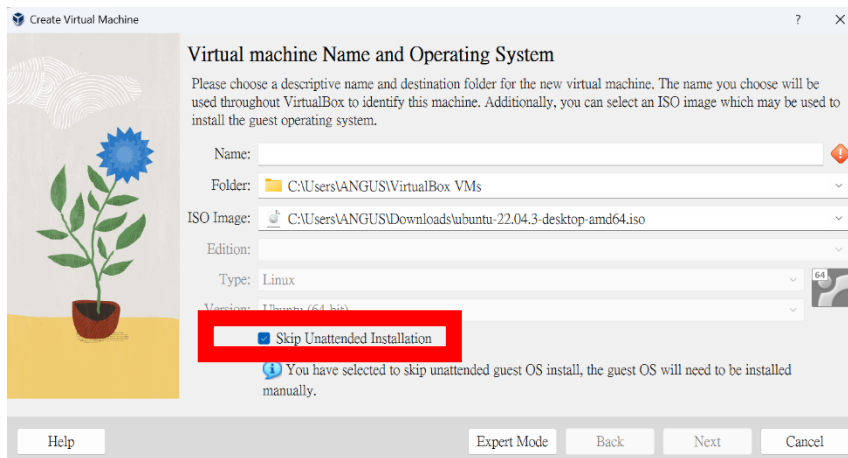 Create Virtual Machine
?
Virtual machine Name and Operating System
Please choose a descriptive name and destination folder for the new virtual machine. The name you choose will be
used throughout VirtualBox to identify this machine. Additionally, you can select an ISO image which may be used to
install the guest operating system.
Name:
Folder: C:\Users\ANGUS\VirtualBox VMs
ISO Image: C:\Users\ANGUS\Downloads\ubuntu-22.04.3-desktop-amd64.iso
Edition:
Type: Linux
64
Version: Ubuntu (64-bit)
Skip Unattended Installation
You have selected to skip unattended guest OS install, the guest OS will need to be installed
manually.
Help Expert Mode Back Next Cancel